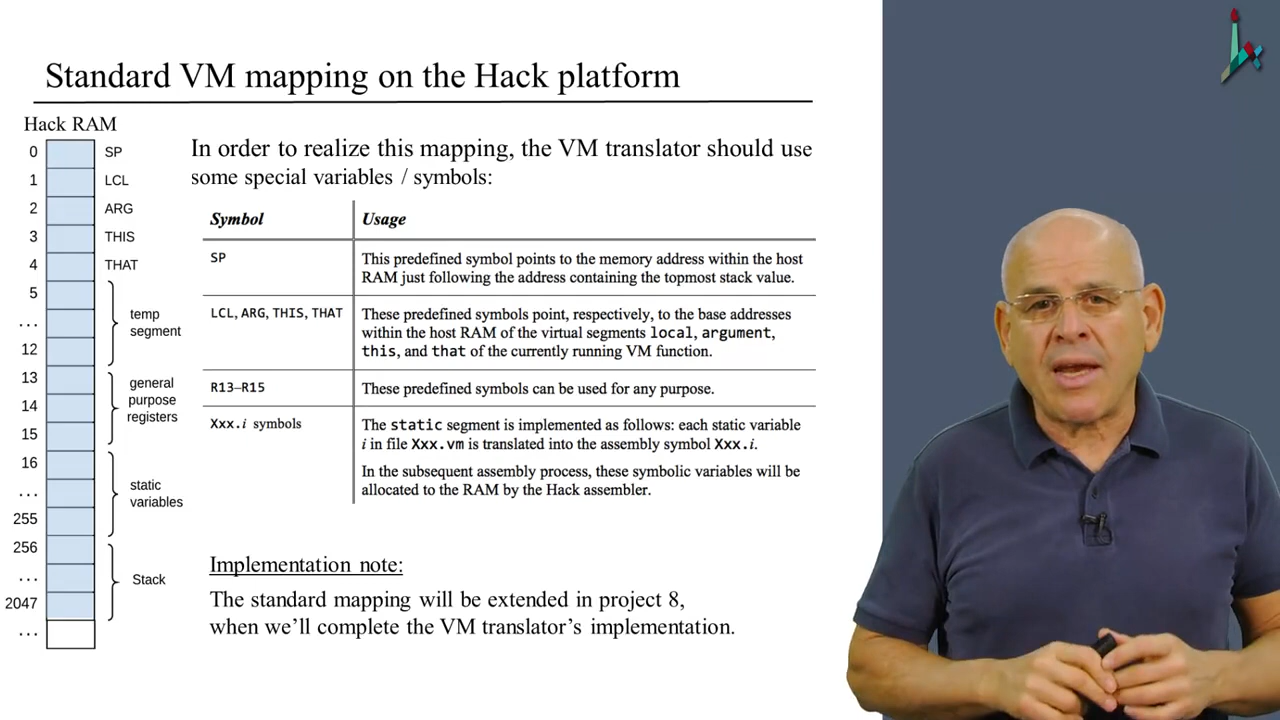 Standard VM mapping on the Hack platform
Hack RAM
0 SP
1 LCL
2 ARG
3 THIS
4 THAT
5
... temp segment
12
13
14 general purpose registers
15
16
... static variables
255
256
... Stack
2047
...
In order to realize this mapping, the VM translator should use
some special variables / symbols:
Symbol Usage
SP This predefined symbol points to the memory address within the host
RAM just following the address containing the topmost stack value.
LCL, ARG, THIS, THAT These predefined symbols point, respectively, to the base addresses
within the host RAM of the virtual segments local, argument,
this, and that of the currently running VM function.
R13–R15 These predefined symbols can be used for any purpose.
Xxx.i symbols The static segment is implemented as follows: each static variable
i in file Xxx.vm is translated into the assembly symbol Xxx.i.
In the subsequent assembly process, these symbolic variables will be
allocated to the RAM by the Hack assembler.
Implementation note:
The standard mapping will be extended in project 8,
when we’ll complete the VM translator’s implementation.